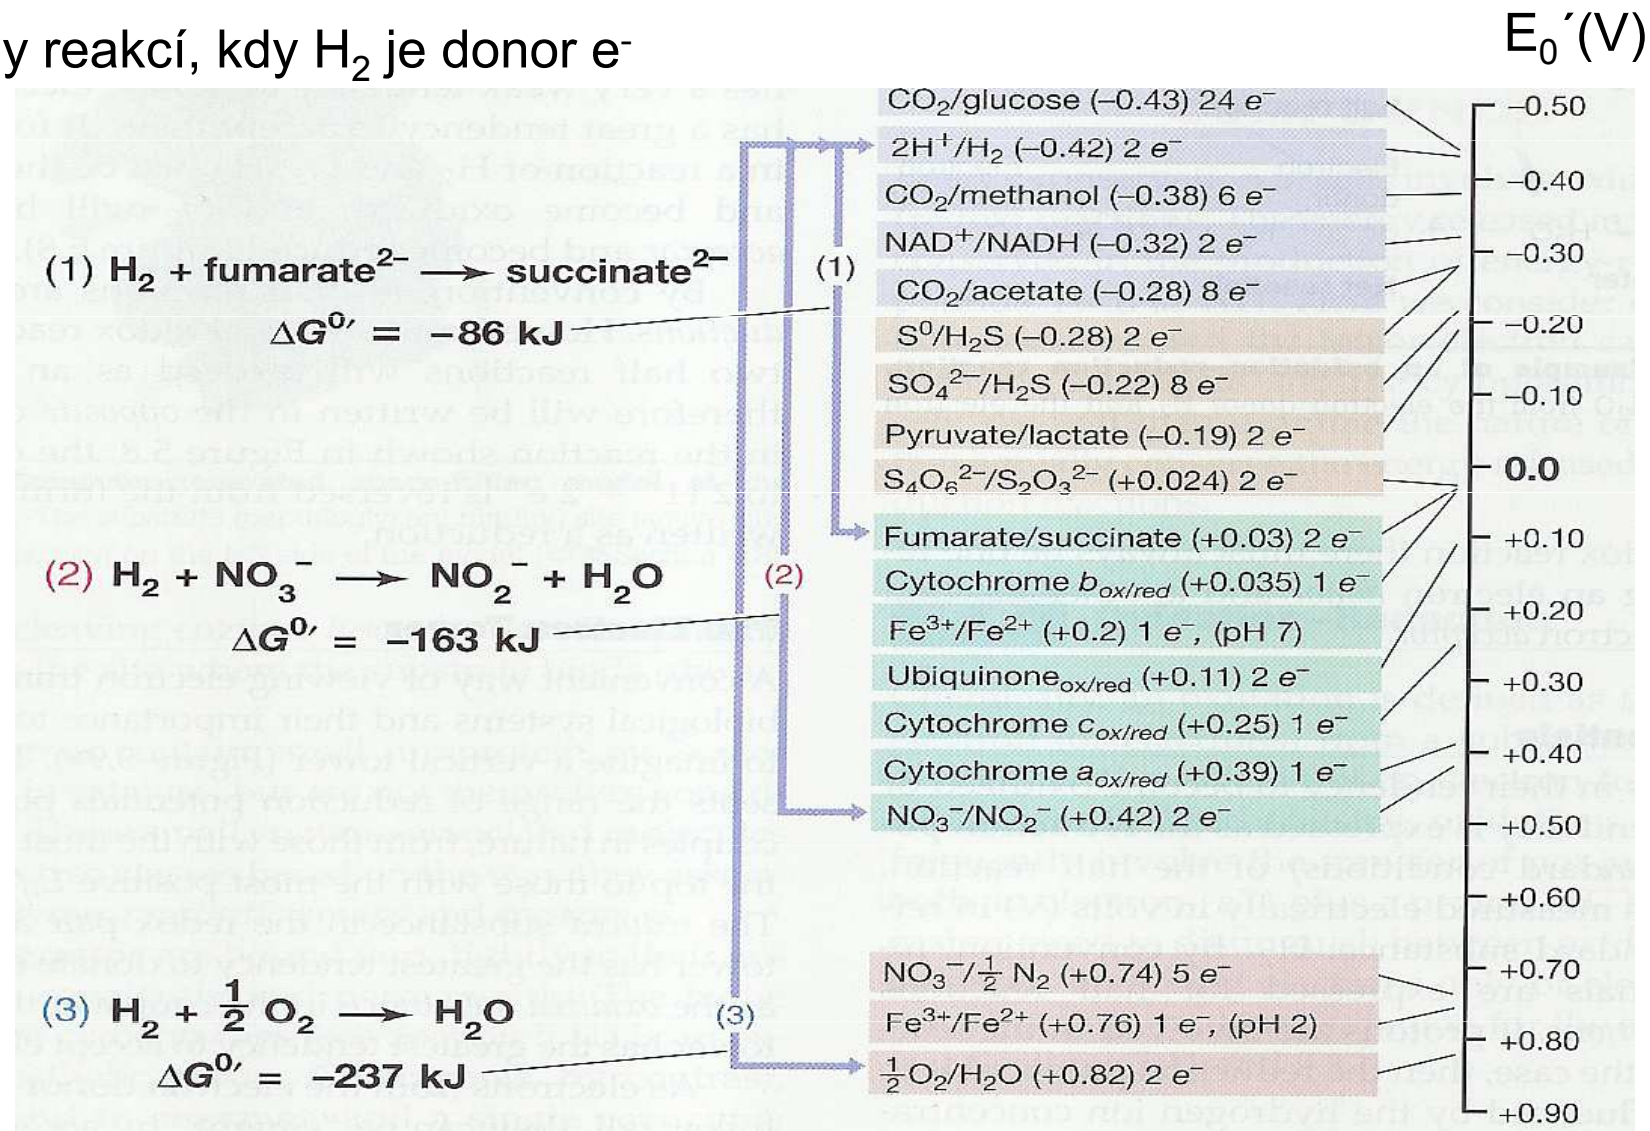 y reakcí, kdy H₂ je donor e⁻
E₀´(V)
(1) H₂ + fumarate²⁻ ⟶ succinate²⁻
ΔG⁰′ = −86 kJ
(2) H₂ + NO₃⁻ ⟶ NO₂⁻ + H₂O
ΔG⁰′ = −163 kJ
(3) H₂ + ½ O₂ ⟶ H₂O
ΔG⁰′ = −237 kJ
(1)
(2)
(3)
CO₂/glucose (−0.43) 24 e⁻
2H⁺/H₂ (−0.42) 2 e⁻
CO₂/methanol (−0.38) 6 e⁻
NAD⁺/NADH (−0.32) 2 e⁻
CO₂/acetate (−0.28) 8 e⁻
S⁰/H₂S (−0.28) 2 e⁻
SO₄²⁻/H₂S (−0.22) 8 e⁻
Pyruvate/lactate (−0.19) 2 e⁻
S₄O₆²⁻/S₂O₃²⁻ (+0.024) 2 e⁻
Fumarate/succinate (+0.03) 2 e⁻
Cytochrome b ox/red (+0.035) 1 e⁻
Fe³⁺/Fe²⁺ (+0.2) 1 e⁻, (pH 7)
Ubiquinone ox/red (+0.11) 2 e⁻
Cytochrome c ox/red (+0.25) 1 e⁻
Cytochrome a ox/red (+0.39) 1 e⁻
NO₃⁻/NO₂⁻ (+0.42) 2 e⁻
NO₃⁻/½ N₂ (+0.74) 5 e⁻
Fe³⁺/Fe²⁺ (+0.76) 1 e⁻, (pH 2)
½O₂/H₂O (+0.82) 2 e⁻
−0.50
−0.40
−0.30
−0.20
−0.10
0.0
+0.10
+0.20
+0.30
+0.40
+0.50
+0.60
+0.70
+0.80
+0.90